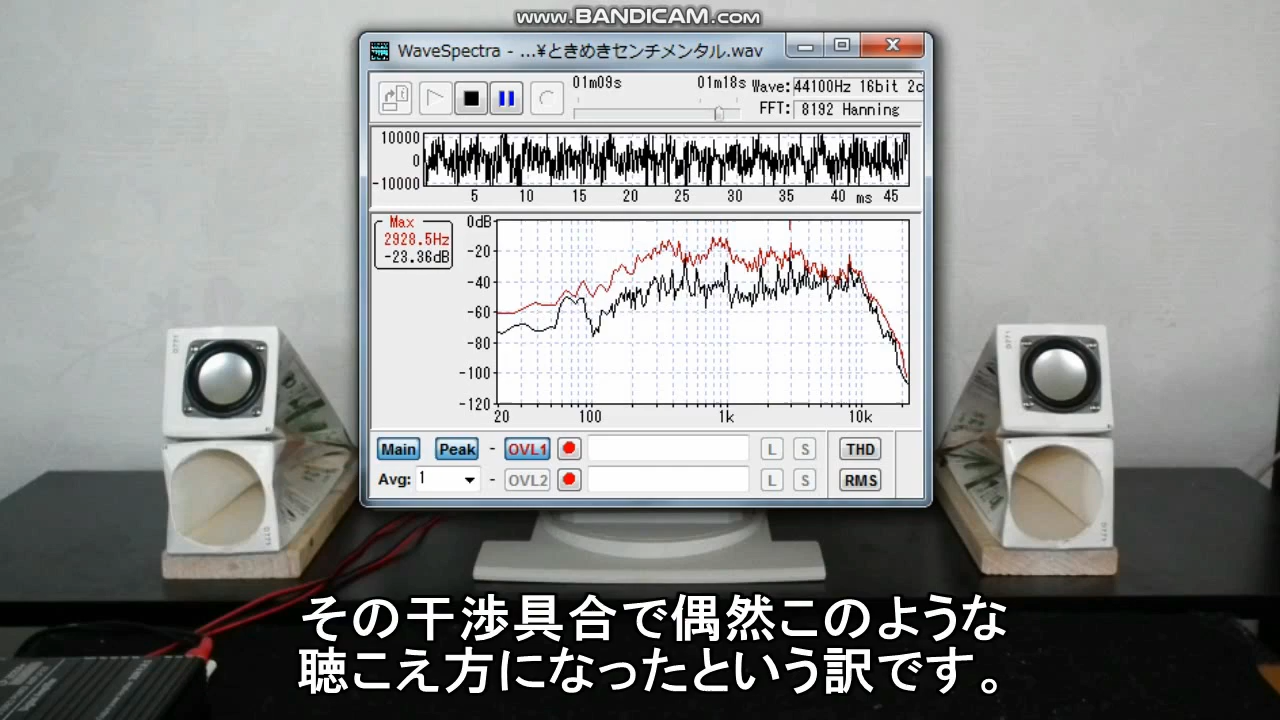 www.BANDICAM.com
WaveSpectra - ...¥ときめきセンチメンタル.wav
01m09s 01m18s
Wave: 44100Hz 16bit 2c
FFT: 8192 Hanning
10000
0
-10000
5 10 15 20 25 30 35 40 ms 45
Max
2928.5Hz
-23.36dB
0dB
-20
-40
-60
-80
-100
-120
20 100 1k 10k
Main Peak - OVL1 L S THD
Avg: 1 - OVL2 L S RMS
0771
0771
0771
0771
その干渉具合で偶然このような
聴こえ方になったという訳です。